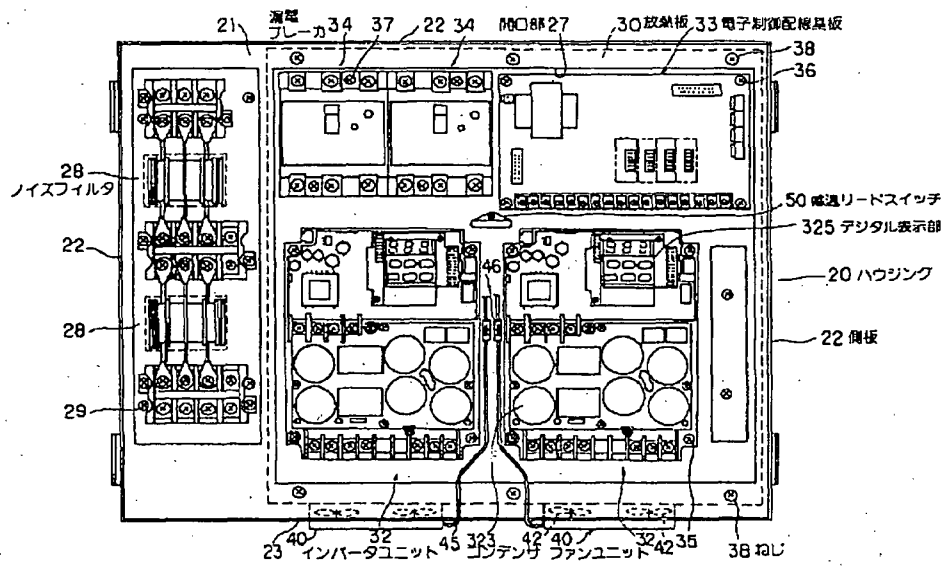 漏電
ブレーカ 34 37 22 34 開口部 27 30 放熱板 33 電子制御配線基板
21 38
36
28
ノイズフィルタ
50 感温リードスイッチ
325 デジタル表示部
22
46
20 ハウジング
28
22 側板
29
23 40 32 45 323 42 40 32 42 35
インバータユニット コンデンサ ファンユニット 38 ねじ